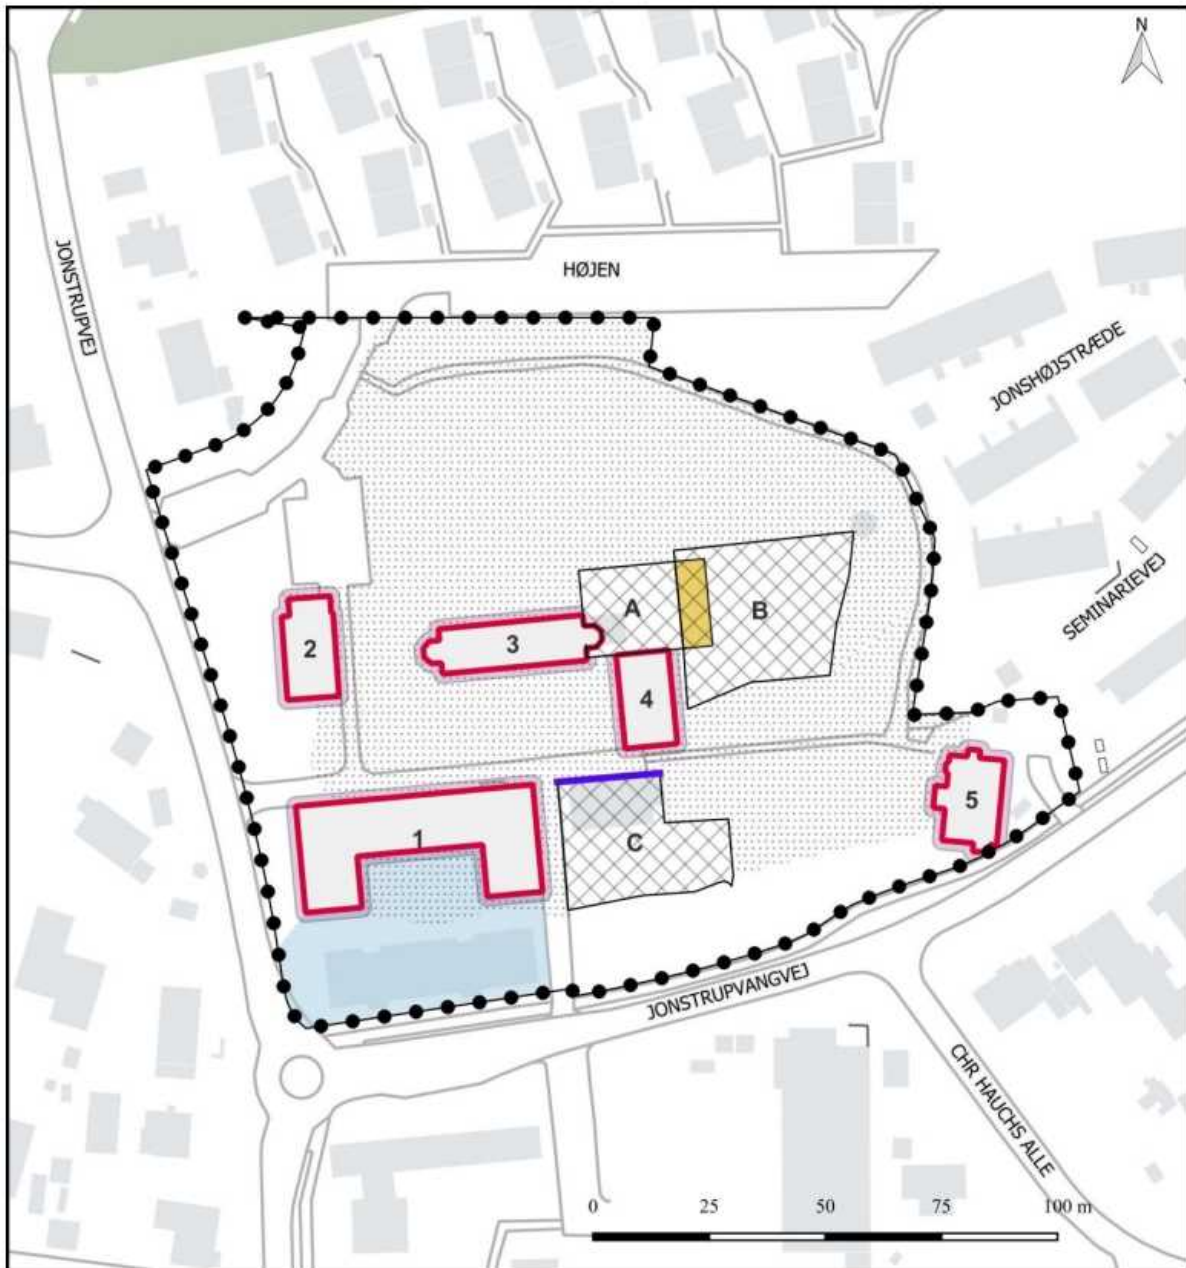 N
JONSTRUPVEJ
HØJEN
JONSHØJSTRÆDE
SEMINARIEVEJ
A
B
2
3
4
1
C
5
JONSTRUPVANGVEJ
CHR HAUCHS ALLE
0 25 50 75 100 m